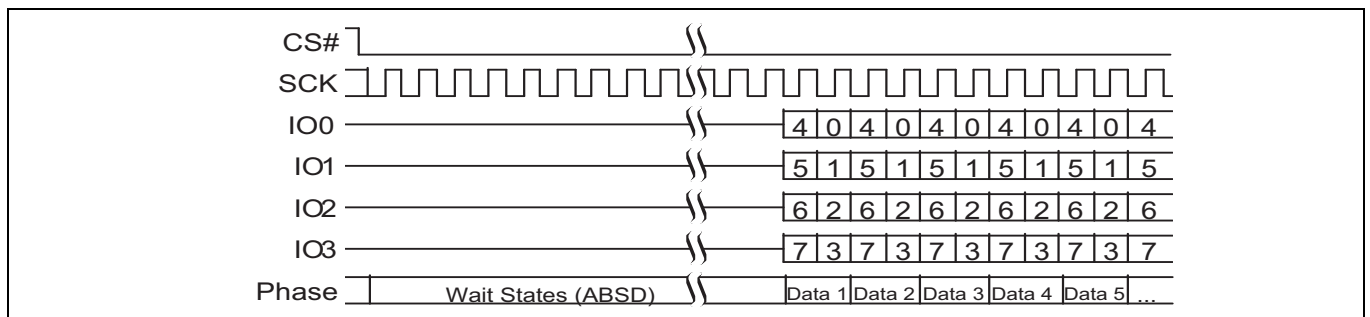 CS#
SCK
IO0 4 0 4 0 4 0 4 0 4 0 4
IO1 5 1 5 1 5 1 5 1 5 1 5
IO2 6 2 6 2 6 2 6 2 6 2 6
IO3 7 3 7 3 7 3 7 3 7 3 7
Phase Wait States (ABSD) Data 1 Data 2 Data 3 Data 4 Data 5 ...